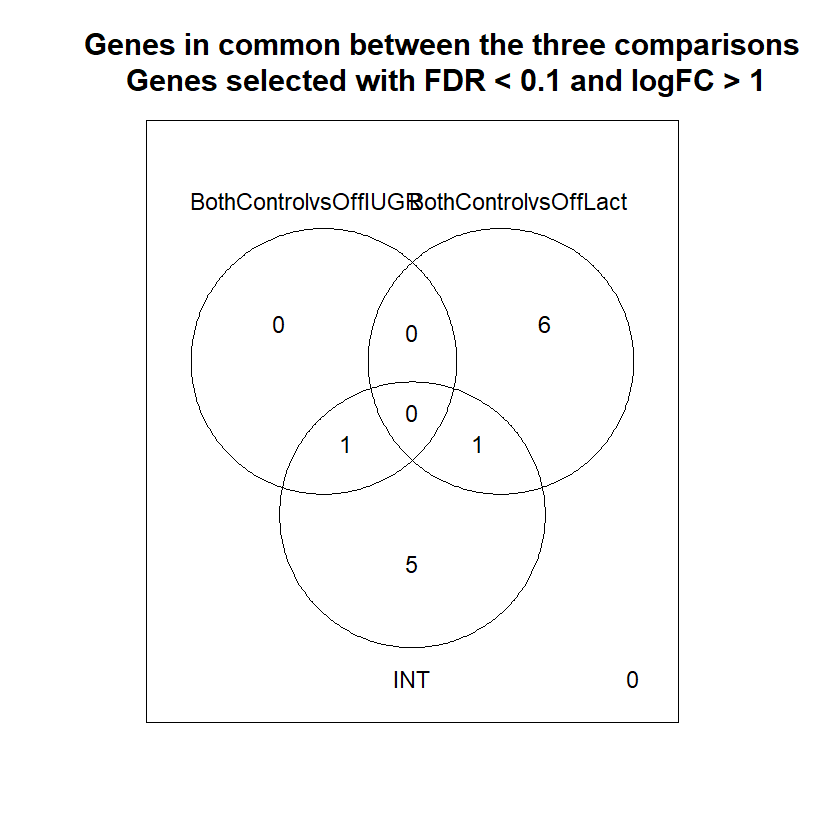 Genes in common between the three comparisons
Genes selected with FDR < 0.1 and logFC > 1
BothControlvsOffIUGR BothControlvsOffLact
0 6
0
0
1 1
5
INT 0